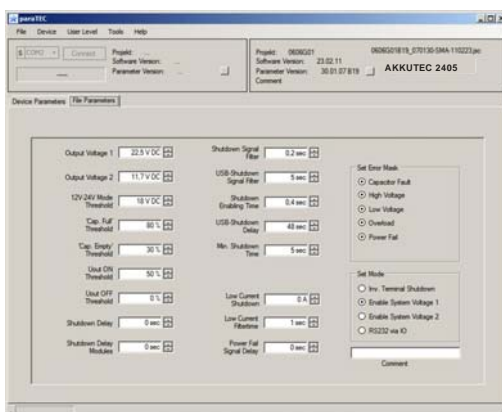 paraTEC
File Device User Level Tools Help
S COM2 Connect
Projekt: ...
Software Version: ...
Parameter Version: ...
Projekt: 0606G01 0606G01B19_070130-SMA-110223.jec
Software Version: 23.02.11
Parameter Version: 30.01.07 B19
Comment
AKKUTEC 2405
Device Parameters File Parameters
Output Voltage 1 22,5 V DC
Output Voltage 2 11,7 V DC
12V-24V Mode Threshold 18 V DC
'Cap. Full' Threshold 80 %
'Cap. Empty' Threshold 30 %
Uout ON Threshold 50 %
Uout OFF Threshold 0 %
Shutdown Delay 0 sec
Shutdown Delay Modules 0 sec
Shutdown Signal Filter 0,2 sec
USB-Shutdown Signal Filter 5 sec
Shutdown Enabling Time 0,4 sec
USB-Shutdown Delay 48 sec
Min. Shutdown Time 5 sec
Low Current Shutdown 0 A
Low Current Filtertime 1 sec
Power Fail Signal Delay 0 sec
Set Error Mask
Capacitor Fault
High Voltage
Low Voltage
Overload
Power Fail
Set Mode
Inv. Terminal Shutdown
Enable System Voltage 1
Enable System Voltage 2
RS232 via IO
Comment